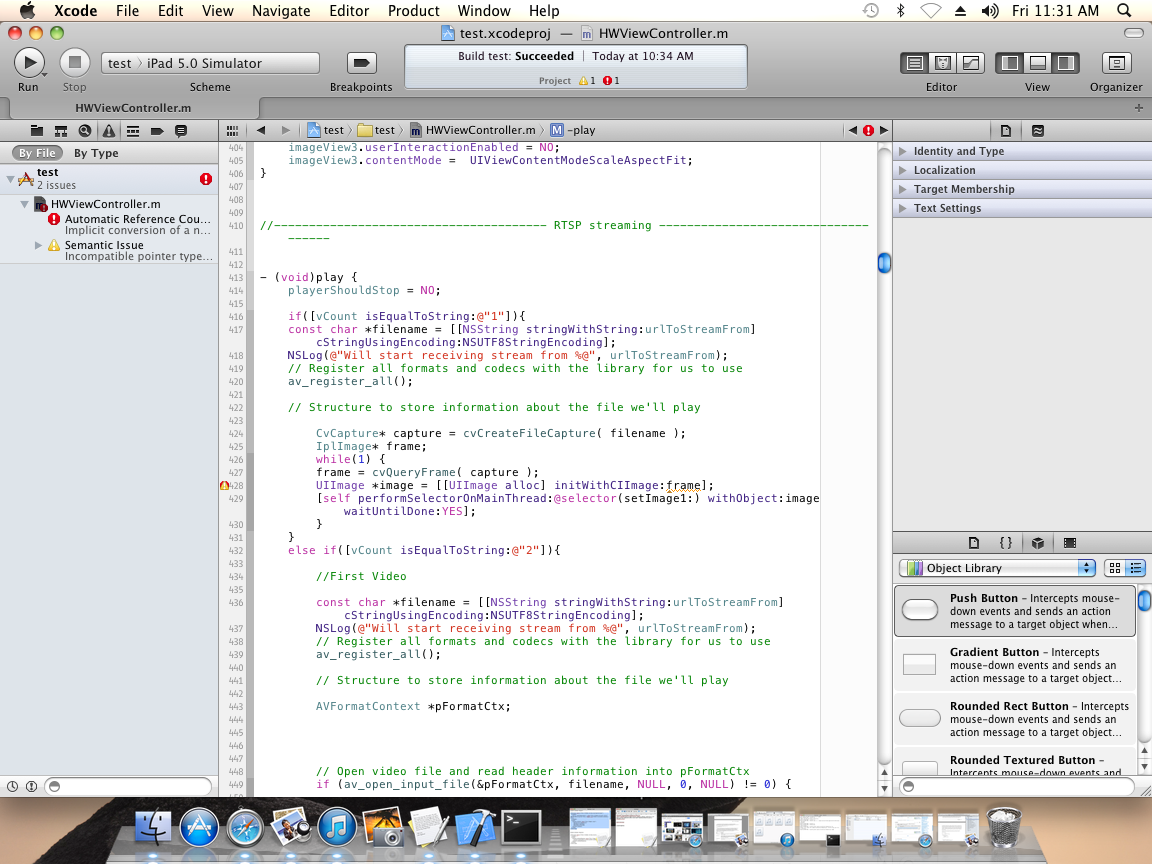 Xcode File Edit View Navigate Editor Product Window Help Fri 11:31 AM
test.xcodeproj — HWViewController.m
test 〉 iPad 5.0 Simulator
Build test: Succeeded | Today at 10:34 AM
Project 1 1
Run Stop Scheme Breakpoints Editor View Organizer
HWViewController.m
test 〉 test 〉 HWViewController.m 〉 M -play
By File By Type
test
2 issues
HWViewController.m
Automatic Reference Cou...
Implicit conversion of a n...
Semantic Issue
Incompatible pointer type...
404 imageView3.userInteractionEnabled = NO;
405 imageView3.contentMode =  UIViewContentModeScaleAspectFit;
406 }
407
408
409
410 //--------------------------------------- RTSP streaming ------------------------------
------
411
412
413 - (void)play {
414 playerShouldStop = NO;
415
416 if([vCount isEqualToString:@"1"]){
417 const char *filename = [[NSString stringWithString:urlToStreamFrom]
cStringUsingEncoding:NSUTF8StringEncoding];
418 NSLog(@"Will start receiving stream from %@", urlToStreamFrom);
419 // Register all formats and codecs with the library for us to use
420 av_register_all();
421
422 // Structure to store information about the file we'll play
423
424 CvCapture* capture = cvCreateFileCapture( filename );
425 IplImage* frame;
426 while(1) {
427 frame = cvQueryFrame( capture );
428 UIImage *image = [[UIImage alloc] initWithCIImage:frame];
429 [self performSelectorOnMainThread:@selector(setImage1:) withObject:image
waitUntilDone:YES];
430 }
431 }
432 else if([vCount isEqualToString:@"2"]){
433
434 //First Video
435
436 const char *filename = [[NSString stringWithString:urlToStreamFrom]
cStringUsingEncoding:NSUTF8StringEncoding];
437 NSLog(@"Will start receiving stream from %@", urlToStreamFrom);
438 // Register all formats and codecs with the library for us to use
439 av_register_all();
440
441 // Structure to store information about the file we'll play
442
443 AVFormatContext *pFormatCtx;
444
445
446
447
448 // Open video file and read header information into pFormatCtx
449 if (av_open_input_file(&pFormatCtx, filename, NULL, 0, NULL) != 0) {
Identity and Type
Localization
Target Membership
Text Settings
{ }
Object Library
Push Button – Intercepts mouse-
down events and sends an action
message to a target object when...
Gradient Button – Intercepts
mouse-down events and sends an
action message to a target object...
Rounded Rect Button – Intercepts
mouse-down events and sends an
action message to a target object...
Rounded Textured Button –
Intercepts mouse-down events and